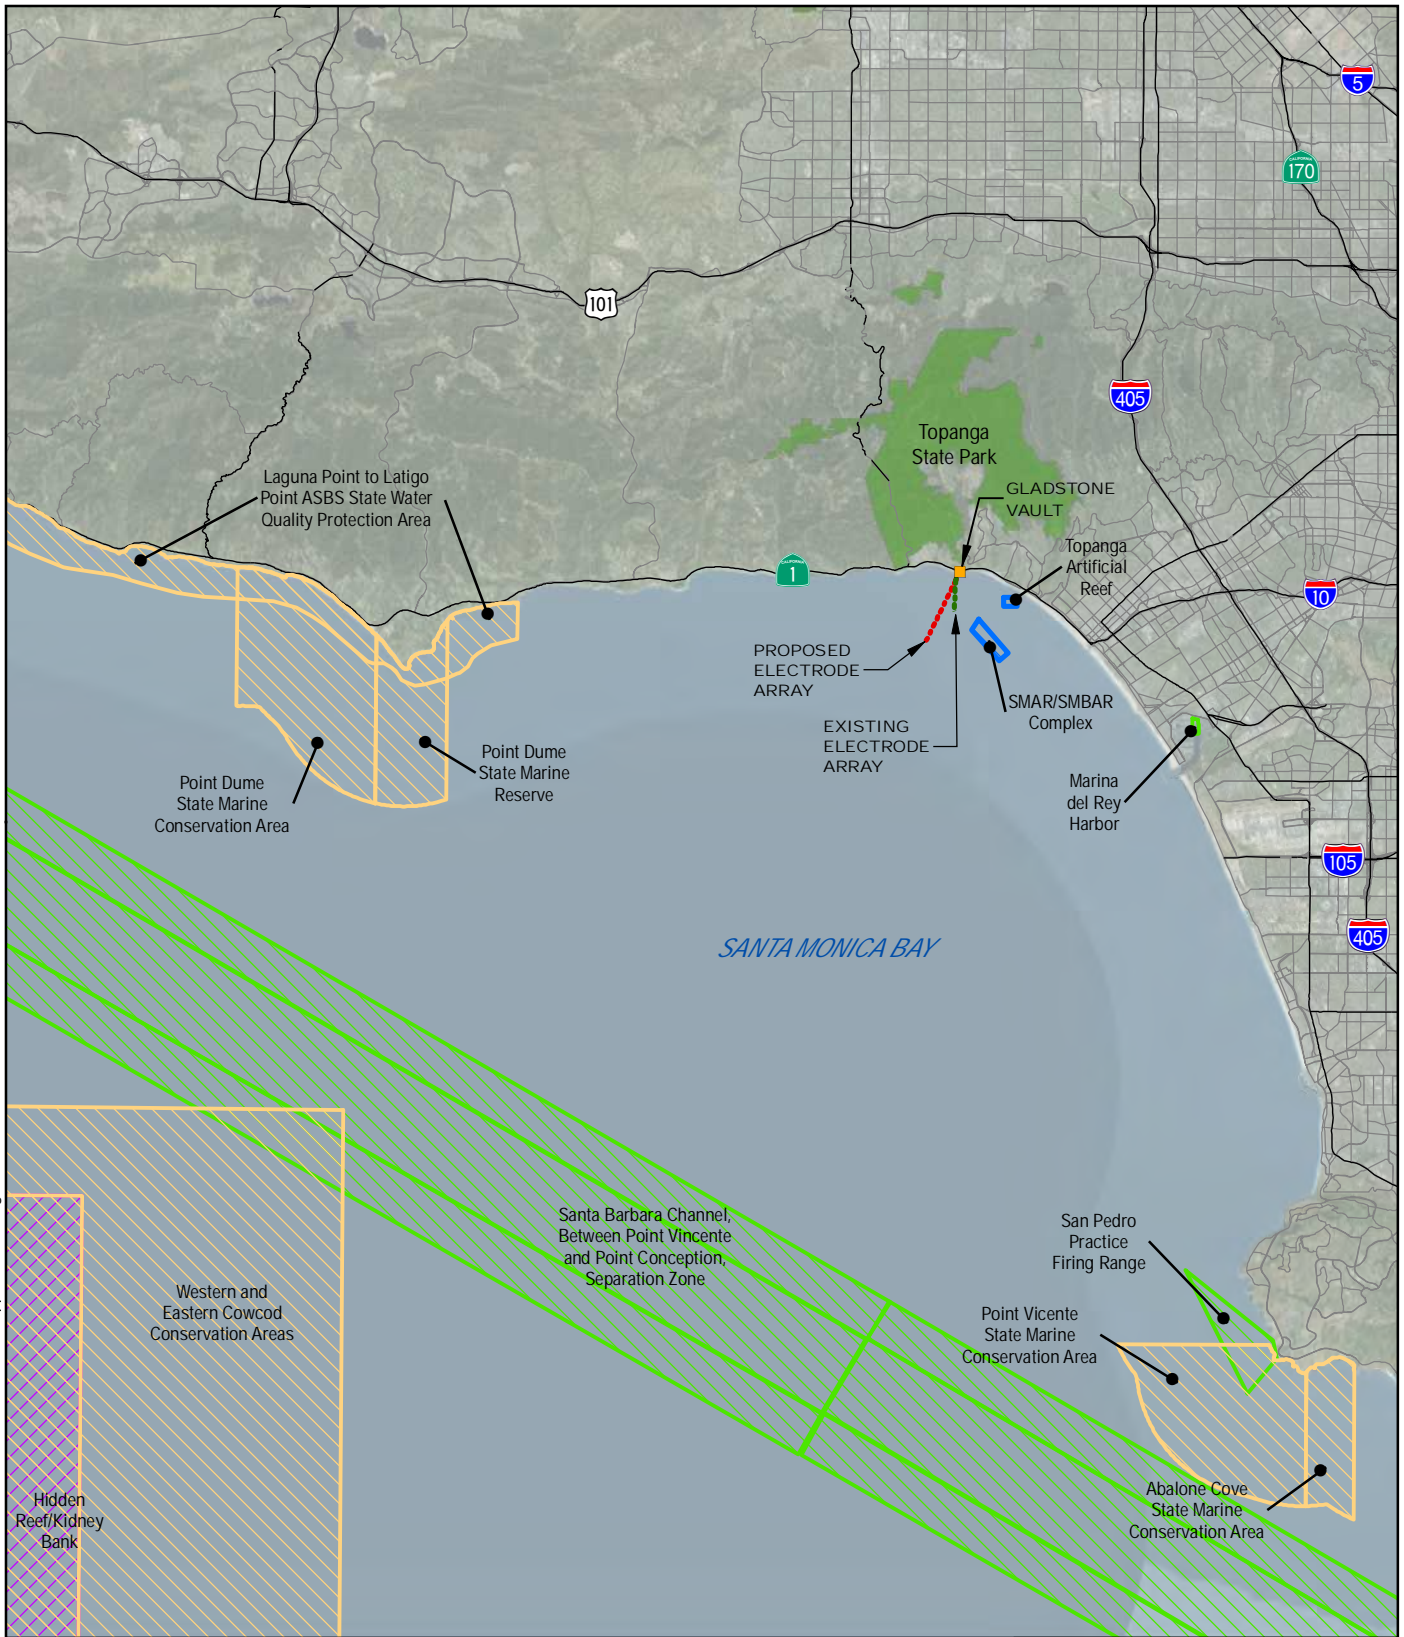 5
CALIFORNIA
170
101
405
Topanga
State Park
Laguna Point to Latigo
Point ASBS State Water
Quality Protection Area
GLADSTONE
VAULT
Topanga
Artificial
Reef
CALIFORNIA
1
10
PROPOSED
ELECTRODE
ARRAY
SMAR/SMBAR
Complex
EXISTING
ELECTRODE
ARRAY
Point Dume
State Marine
Reserve
Point Dume
State Marine
Conservation Area
Marina
del Rey
Harbor
105
405
SANTA MONICA BAY
Santa Barbara Channel,
Between Point Vincente
and Point Conception,
Separation Zone
San Pedro
Practice
Firing Range
Western and
Eastern Cowcod
Conservation Areas
Point Vicente
State Marine
Conservation Area
Hidden
Reef/Kidney
Bank
Abalone Cove
State Marine
Conservation Area